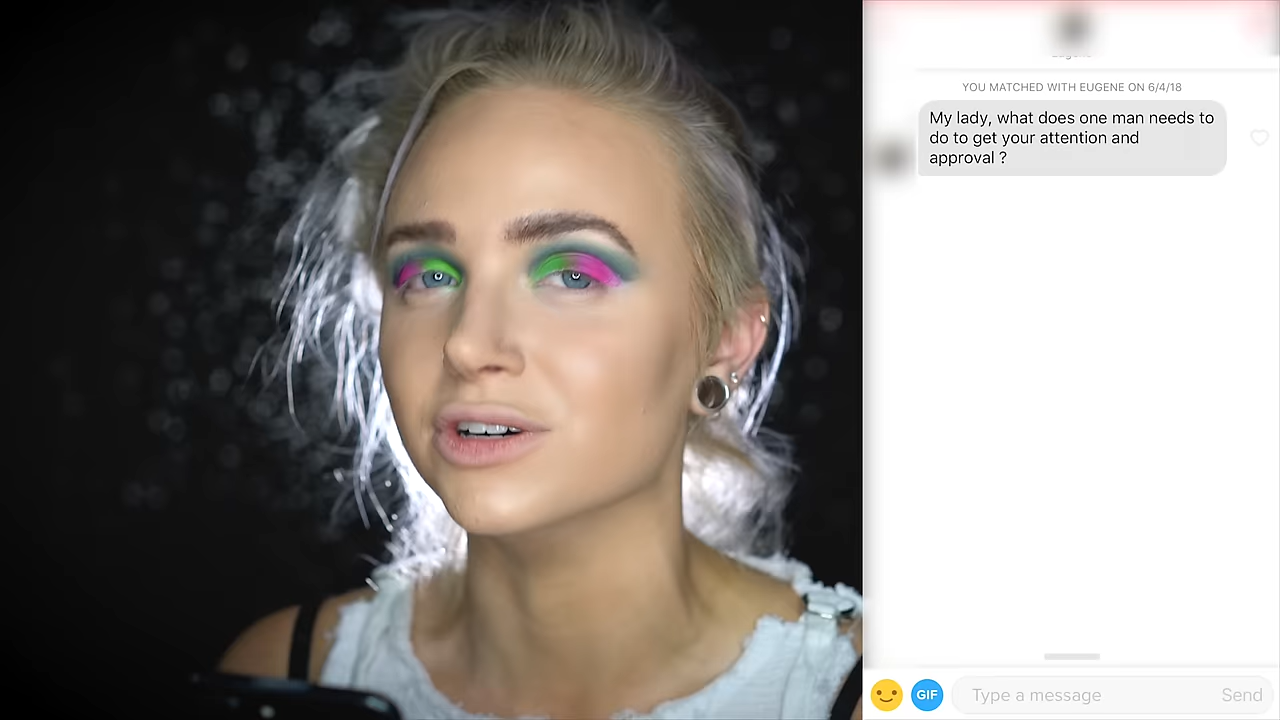 YOU MATCHED WITH EUGENE ON 6/4/18
My lady, what does one man needs to
do to get your attention and
approval ?
GIF
Type a message
Send